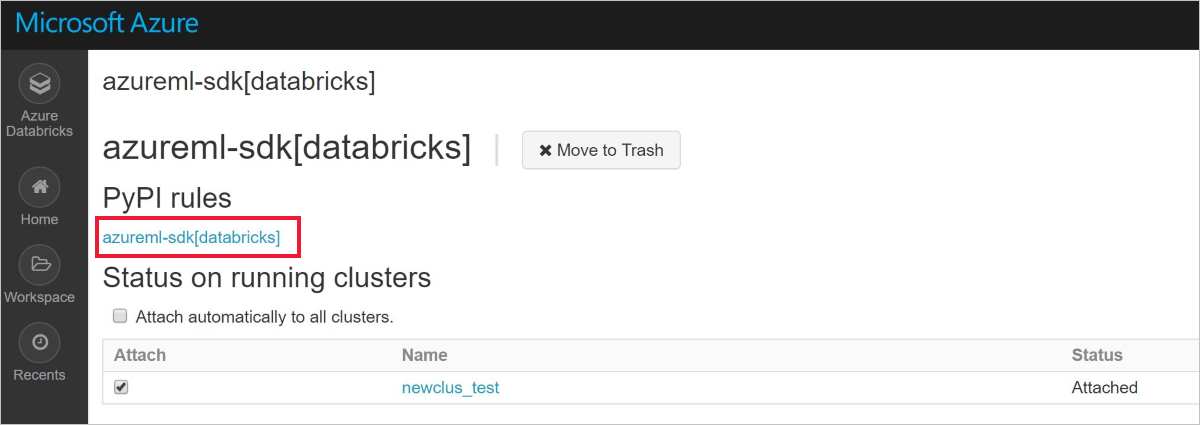 Microsoft Azure
Azure
Databricks
Home
Workspace
Recents
azureml-sdk[databricks]
azureml-sdk[databricks]
Move to Trash
PyPI rules
azureml-sdk[databricks]
Status on running clusters
Attach automatically to all clusters.
Attach Name Status
newclus_test Attached